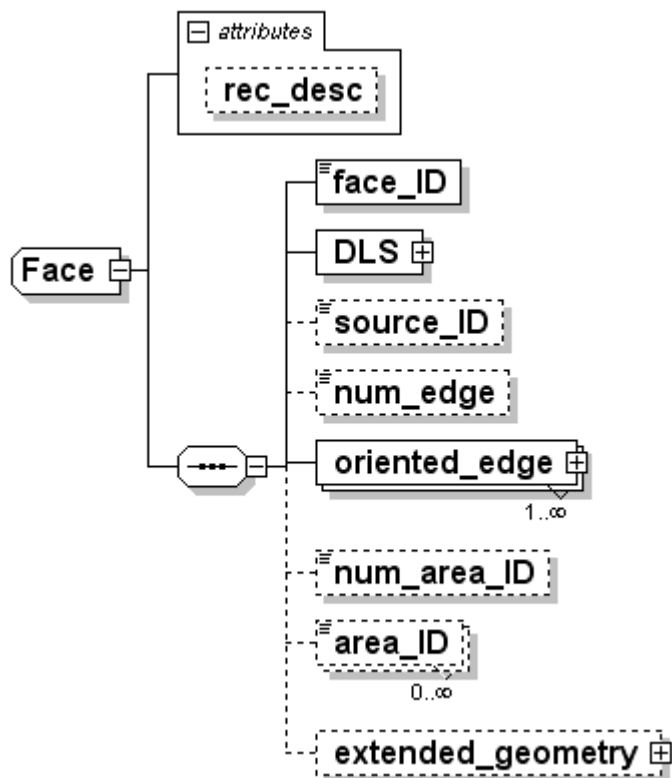 attributes
rec_desc
face_ID
Face
DLS
source_ID
num_edge
oriented_edge
1..∞
num_area_ID
area_ID
0..∞
extended_geometry